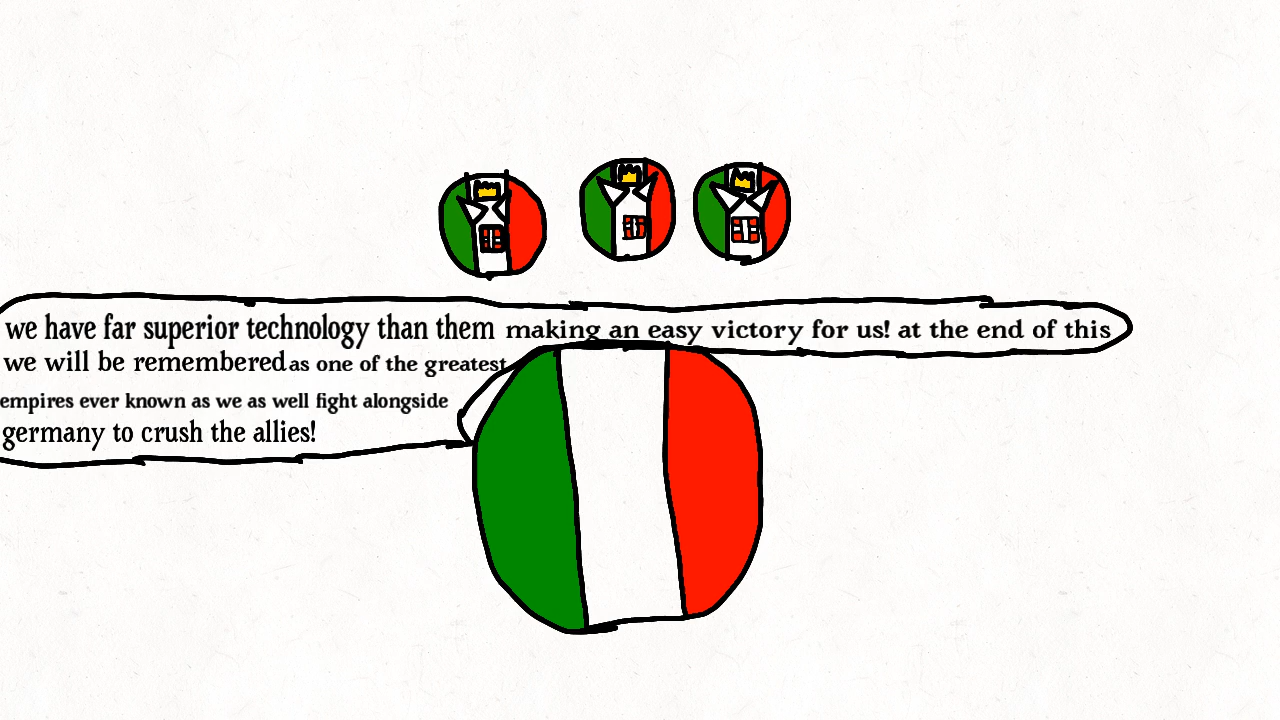 we have far superior technology than them making an easy victory for us! at the end of this
we will be remembered as one of the greatest
empires ever known as we as well fight alongside
germany to crush the allies!